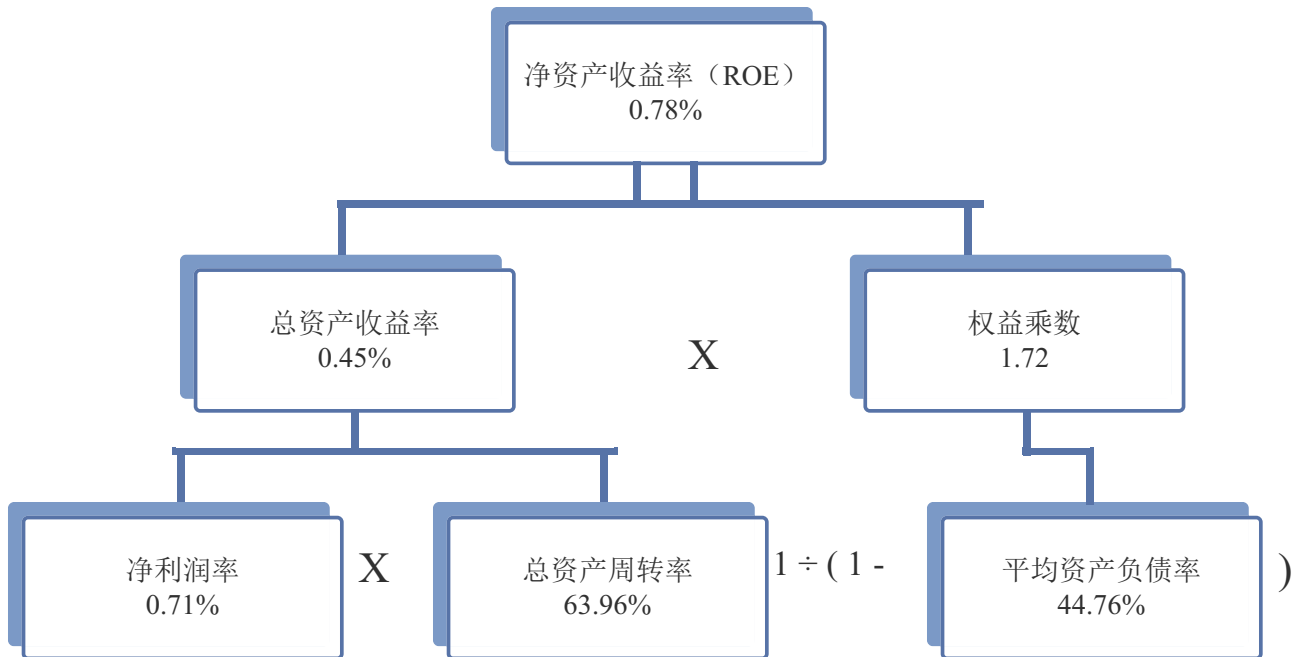 净资产收益率（ROE）
0.78%
总资产收益率
0.45%
X
权益乘数
1.72
净利润率
0.71%
X
总资产周转率
63.96%
1 ÷ ( 1 -
平均资产负债率
44.76%
)